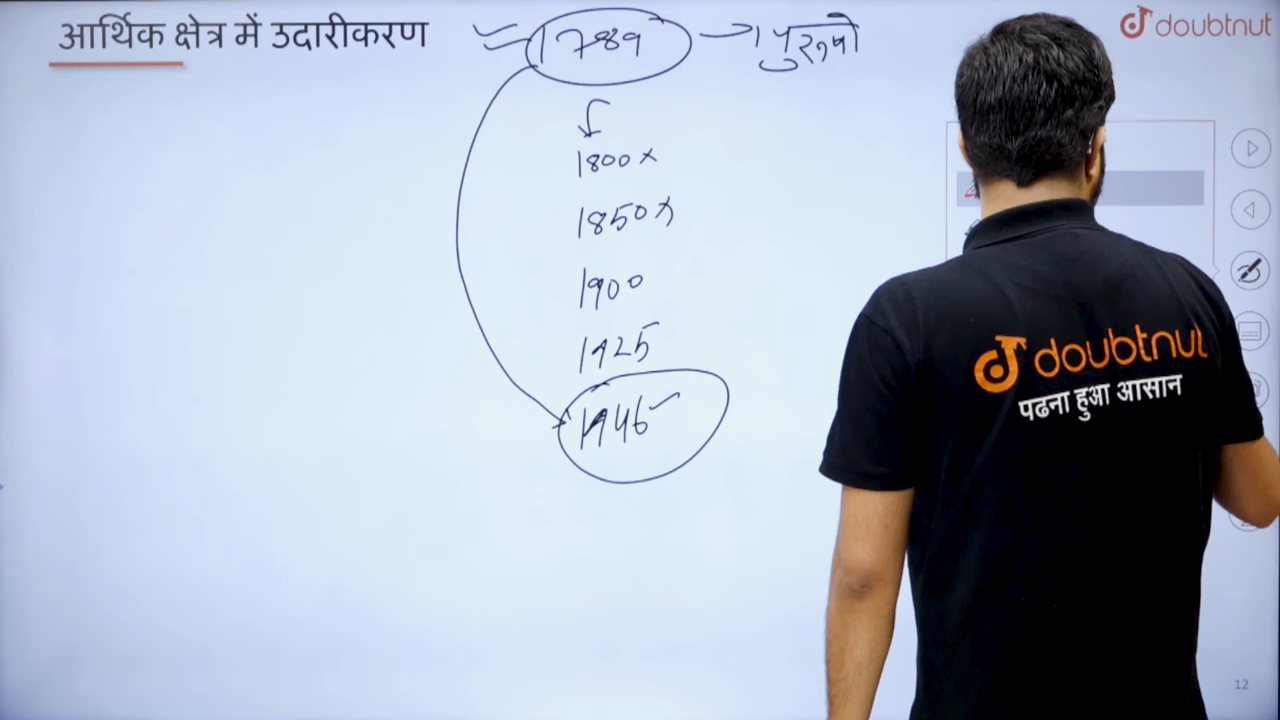 आर्थिक क्षेत्र में उदारीकरण
1789 → पुरुषो
doubtnut
1800 ×
1850 ×
1900
1925
1946 ✓
doubtnut
पढना हुआ आसान
12